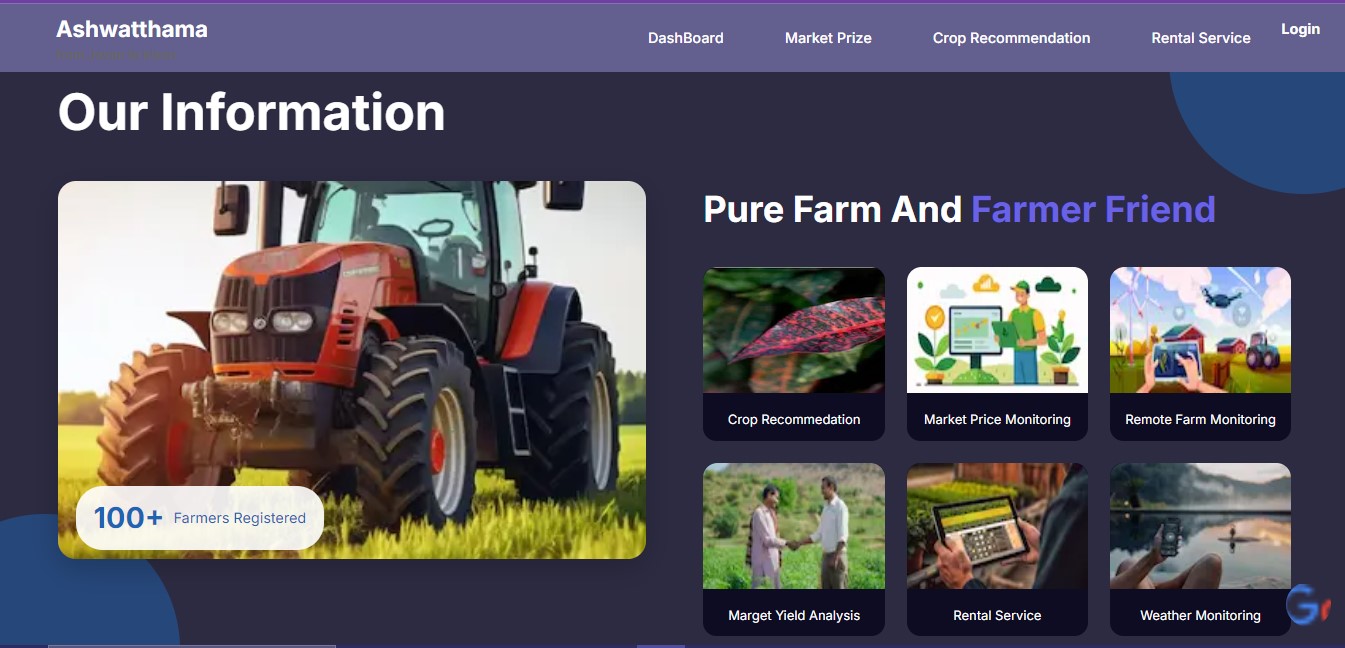 Ashwatthama
DashBoard
Market Prize
Crop Recommendation
Rental Service
Login
Our Information
Pure Farm And Farmer Friend
100+ Farmers Registered
Crop Recommedation
Market Price Monitoring
Remote Farm Monitoring
Marget Yield Analysis
Rental Service
Weather Monitoring